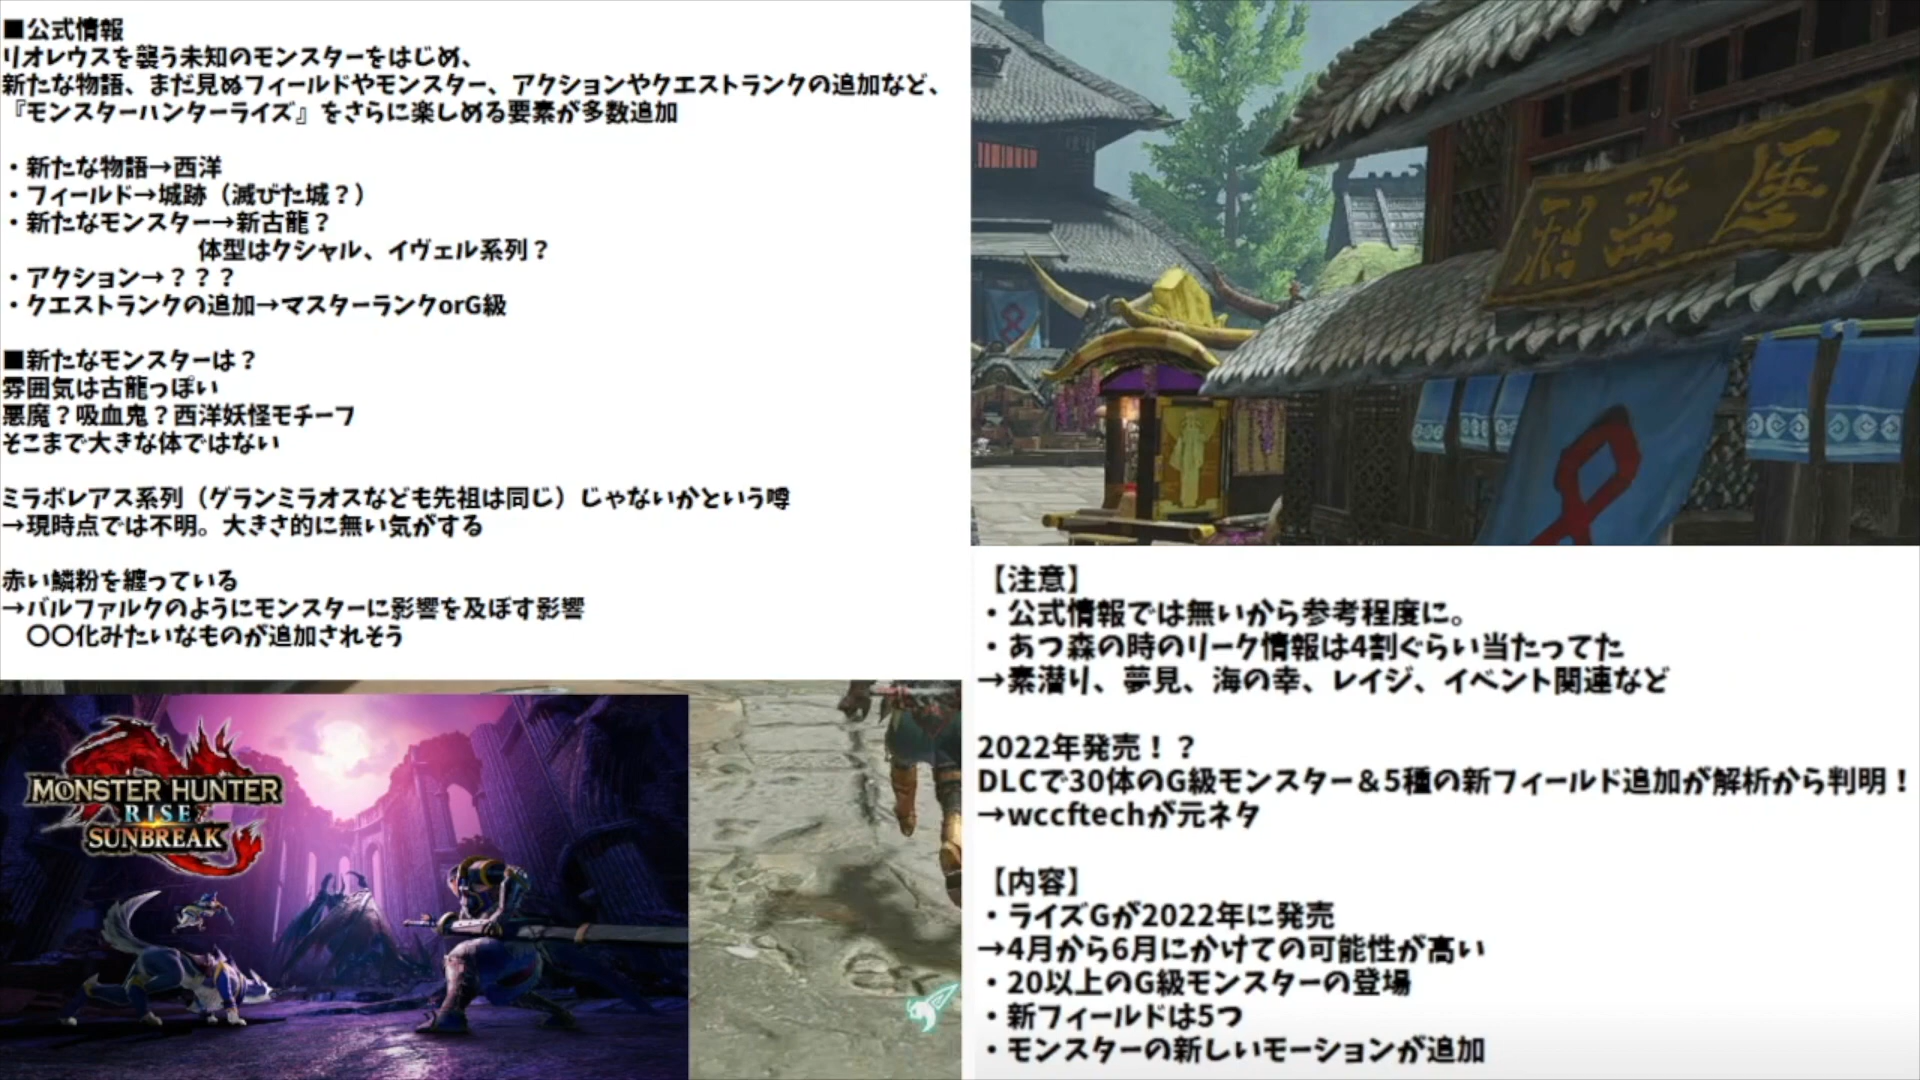 ■公式情報
リオレウスを襲う未知のモンスターをはじめ、
新たな物語、まだ見ぬフィールドやモンスター、アクションやクエストランクの追加など、
『モンスターハンターライズ』をさらに楽しめる要素が多数追加
・新たな物語→西洋
・フィールド→城跡（滅びた城？）
・新たなモンスター→新古龍？
体型はクシャル、イヴェル系列？
・アクション→？？？
・クエストランクの追加→マスターランクorG級
■新たなモンスターは？
雰囲気は古龍っぽい
悪魔？吸血鬼？西洋妖怪モチーフ
そこまで大きな体ではない
ミラボレアス系列（グランミラオスなども先祖は同じ）じゃないかという噂
→現時点では不明。大きさ的に無い気がする
赤い鱗粉を纏っている
→バルファルクのようにモンスターに影響を及ぼす影響
〇〇化みたいなものが追加されそう
MONSTER HUNTER
RISE
SUNBREAK
【注意】
・公式情報では無いから参考程度に。
・あつ森の時のリーク情報は4割ぐらい当たってた
→素潜り、夢見、海の幸、レイジ、イベント関連など
2022年発売！？
DLCで30体のG級モンスター＆5種の新フィールド追加が解析から判明！
→wccftechが元ネタ
【内容】
・ライズGが2022年に発売
→4月から6月にかけての可能性が高い
・20以上のG級モンスターの登場
・新フィールドは5つ
・モンスターの新しいモーションが追加